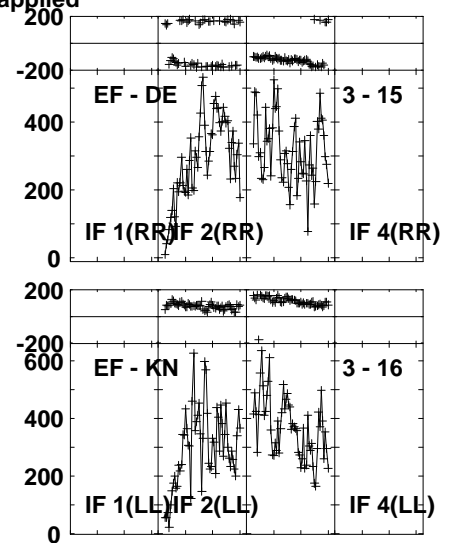 applied
200
-200
EF - DE 3 - 15
400
200
0
IF 1(RR) IF 2(RR) IF 4(RR)
200
-200
600
EF - KN 3 - 16
400
200
0
IF 1(LL) IF 2(LL) IF 4(LL)